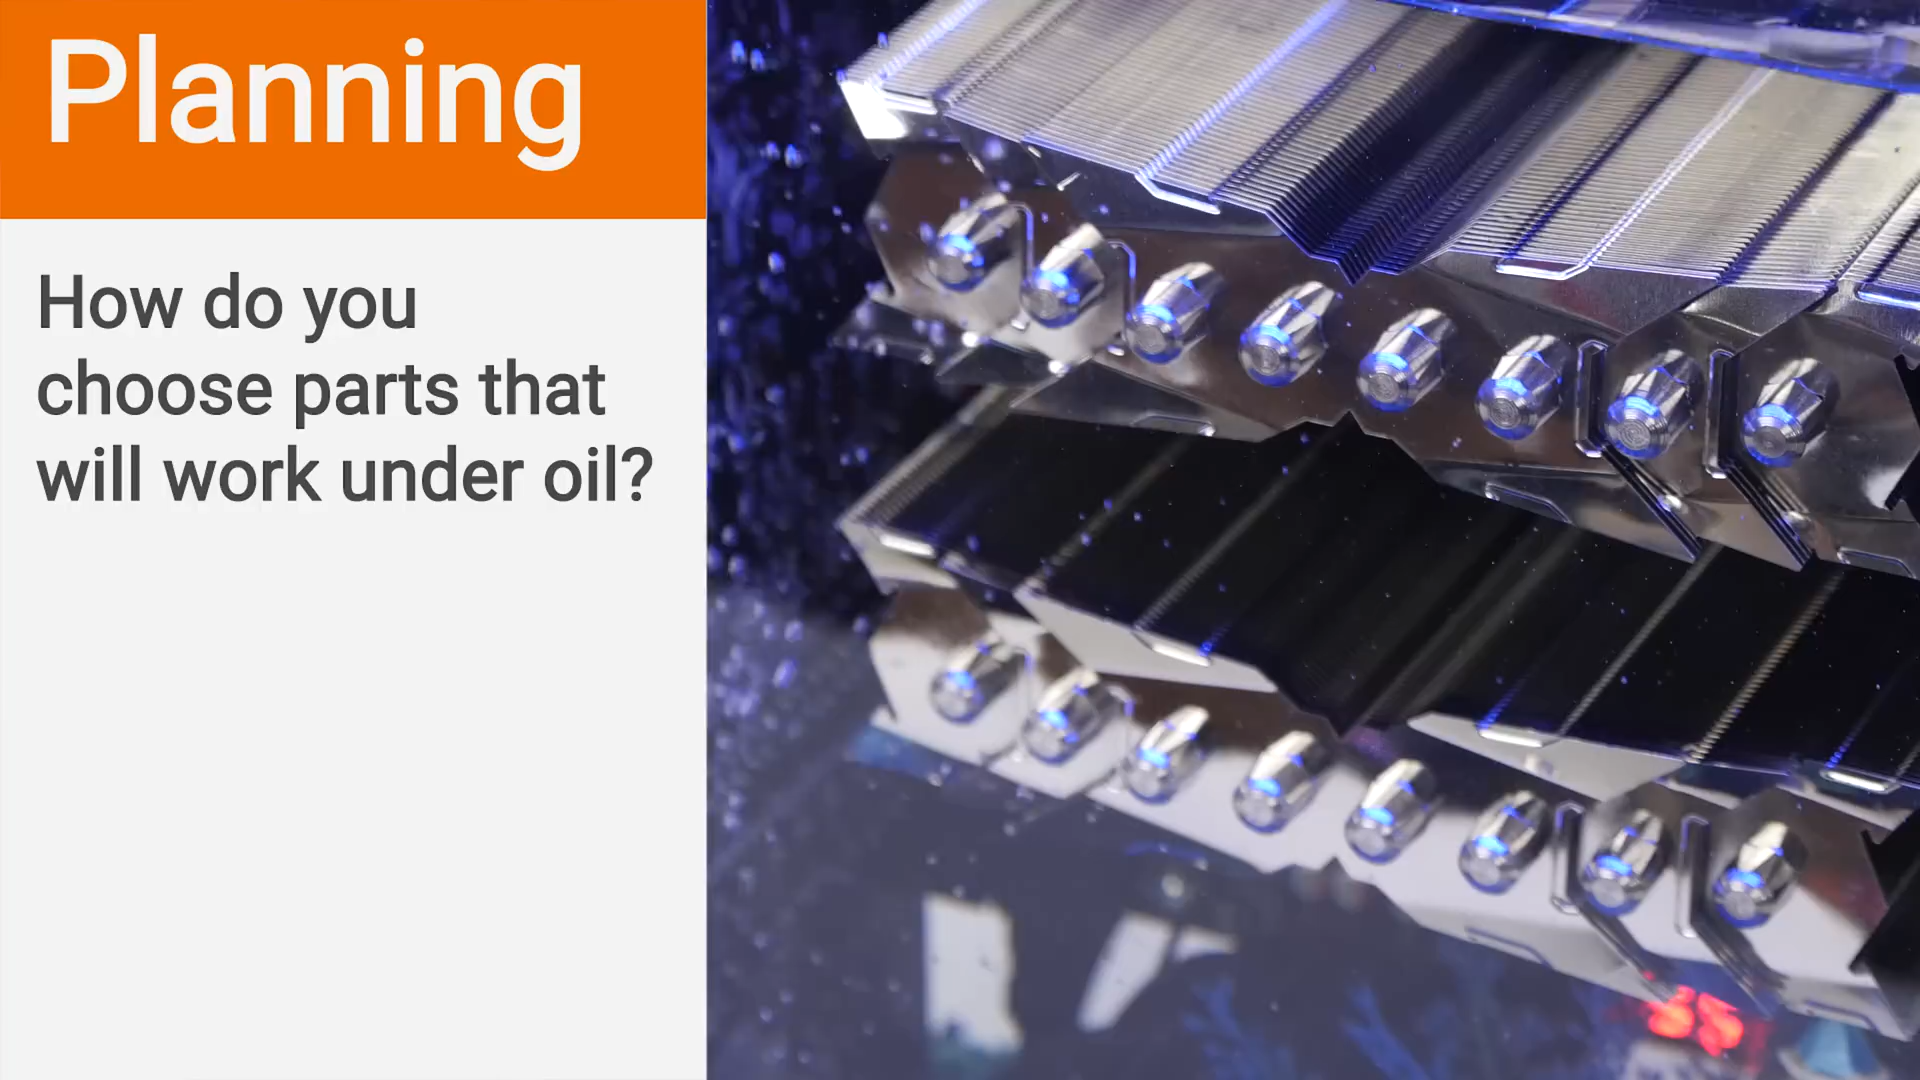 Planning
How do you
choose parts that
will work under oil?